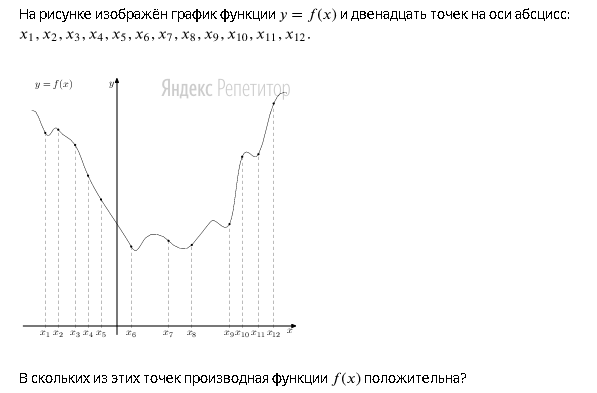 На рисунке изображён график функции y = f(x) и двенадцать точек на оси абсцисс:
x₁, x₂, x₃, x₄, x₅, x₆, x₇, x₈, x₉, x₁₀, x₁₁, x₁₂.
y = f(x) y Яндекс Репетитор
x₁ x₂ x₃ x₄ x₅ x₆ x₇ x₈ x₉ x₁₀ x₁₁ x₁₂ x
В скольких из этих точек производная функции f(x) положительна?